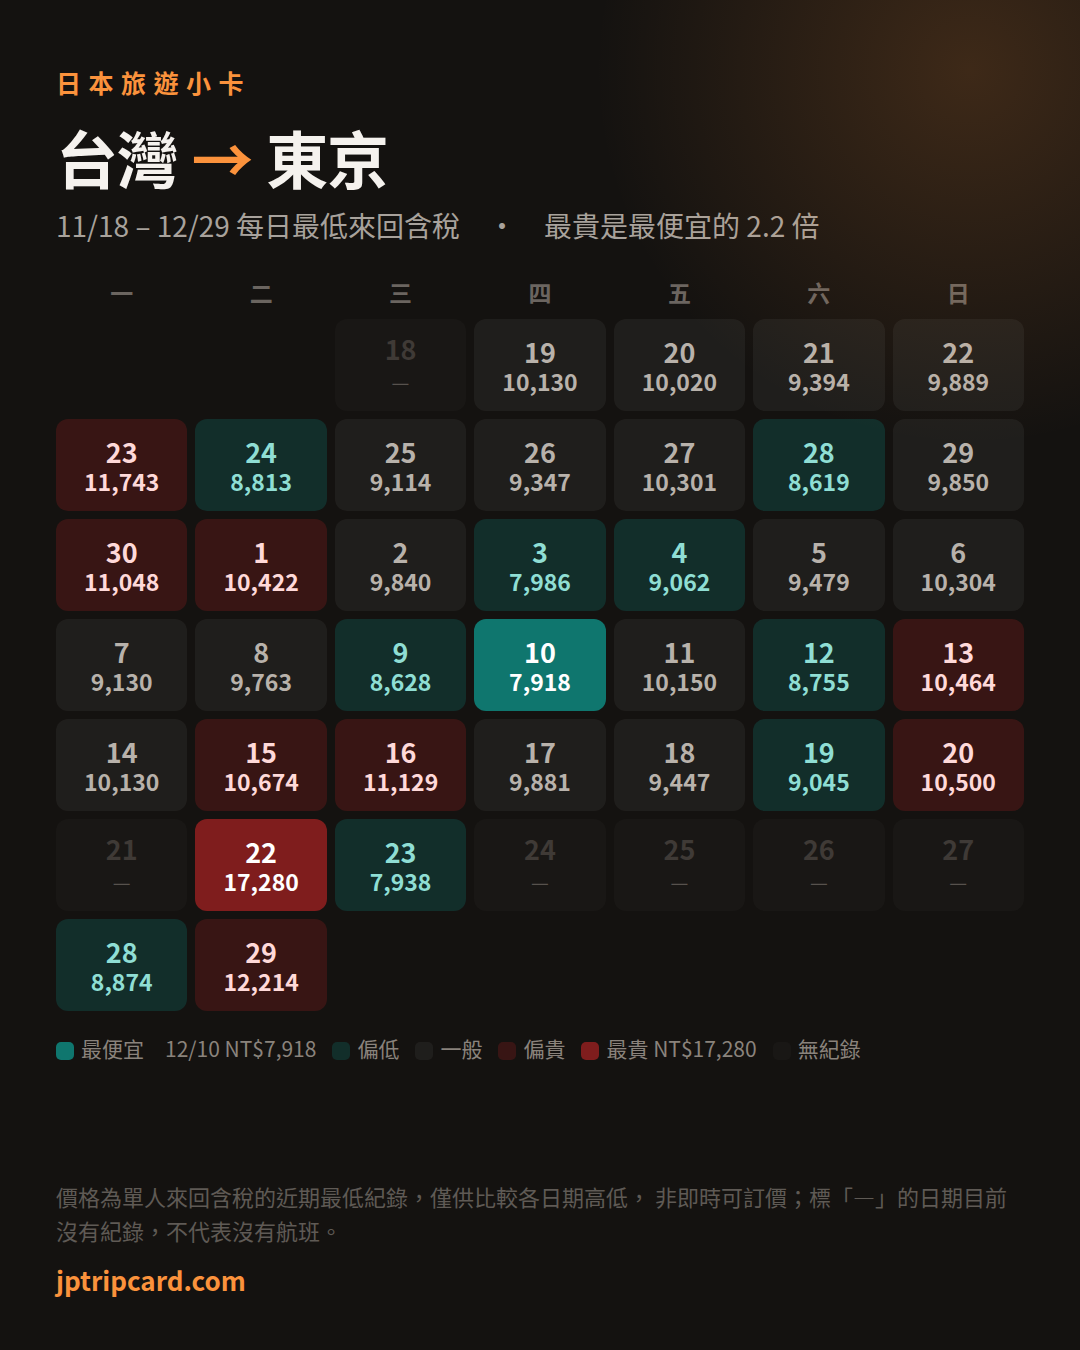 日本旅遊小卡
台灣 → 東京
11/18 – 12/29 每日最低來回含稅 ・ 最貴是最便宜的 2.2 倍
一 二 三 四 五 六 日
18 19 20 21 22
— 10,130 10,020 9,394 9,889
23 24 25 26 27 28 29
11,743 8,813 9,114 9,347 10,301 8,619 9,850
30 1 2 3 4 5 6
11,048 10,422 9,840 7,986 9,062 9,479 10,304
7 8 9 10 11 12 13
9,130 9,763 8,628 7,918 10,150 8,755 10,464
14 15 16 17 18 19 20
10,130 10,674 11,129 9,881 9,447 9,045 10,500
21 22 23 24 25 26 27
— 17,280 7,938 — — — —
28 29
8,874 12,214
最便宜 12/10 NT$7,918 偏低 一般 偏貴 最貴 NT$17,280 無紀錄
價格為單人來回含稅的近期最低紀錄，僅供比較各日期高低， 非即時可訂價；標「—」的日期目前
沒有紀錄，不代表沒有航班。
jptripcard.com